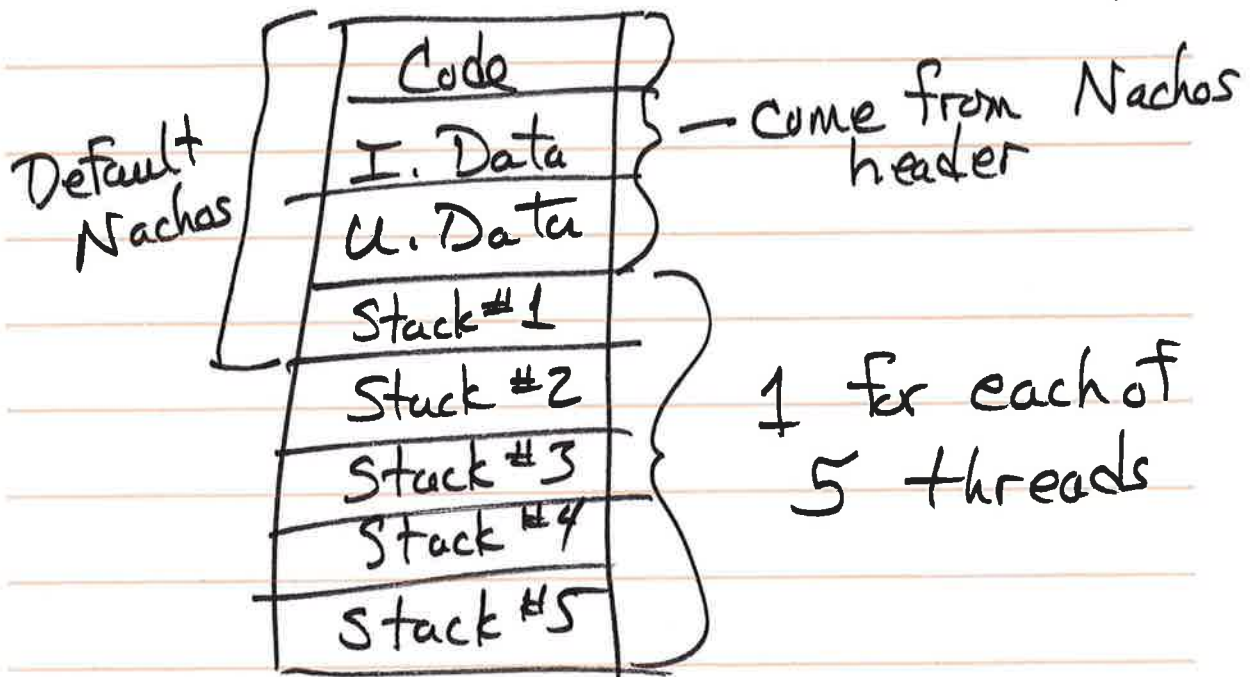 Code
I. Data
U. Data
Stack #1
Stack #2
Stack #3
Stack #4
Stack #5
Default
Nachos
— come from Nachos
header
1 for each of
5 threads